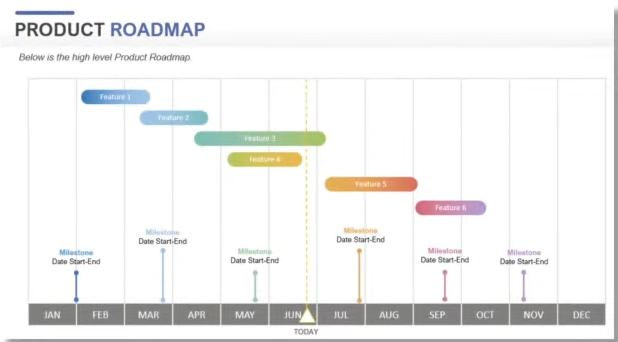 PRODUCT ROADMAP
Below is the high level Product Roadmap.
Feature 1
Feature 2
Feature 3
Feature 4
Feature 5
Feature 6
Milestone
Date Start-End
Milestone
Date Start-End
Milestone
Date Start-End
Milestone
Date Start-End
Milestone
Date Start-End
Milestone
Date Start-End
JAN FEB MAR APR MAY JUN JUL AUG SEP OCT NOV DEC
TODAY